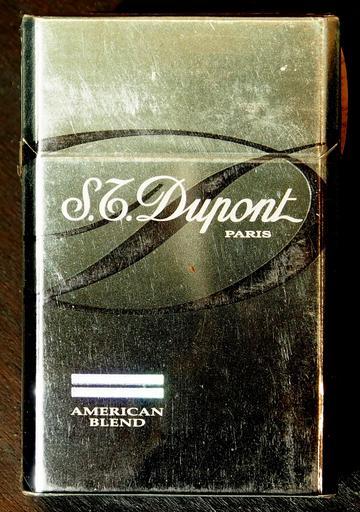 S.T. Dupont
PARIS
AMERICAN
BLEND